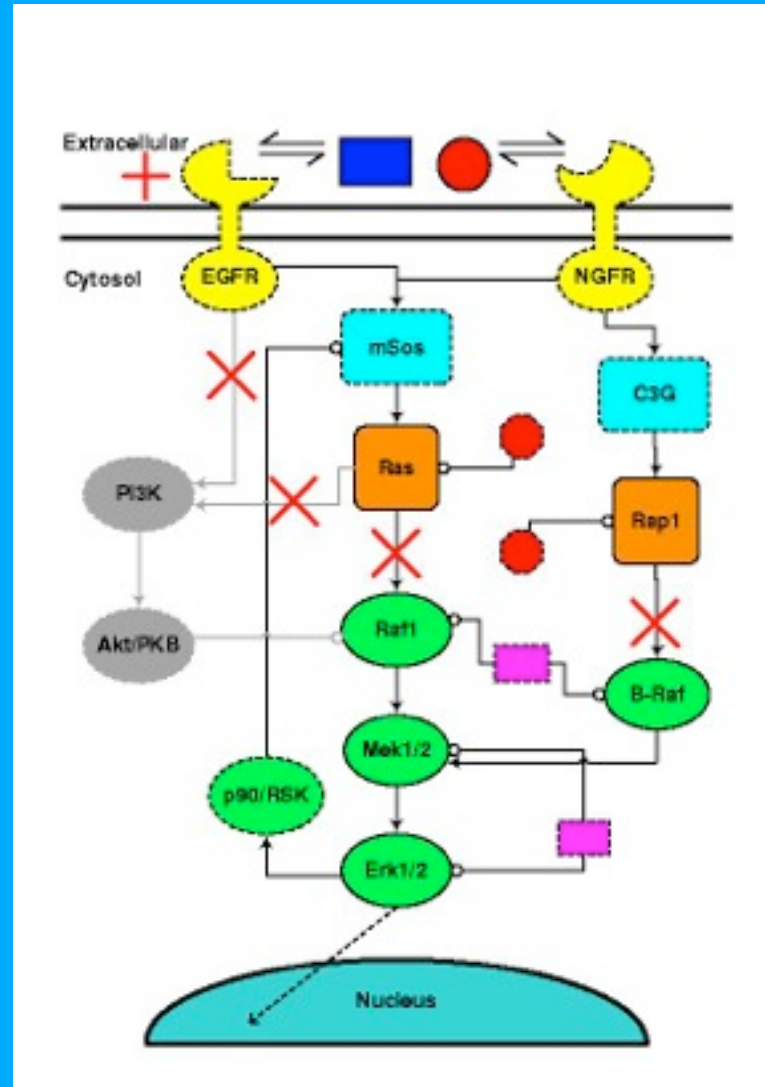 Extracellular
Cytosol
EGFR
NGFR
mSos
C3G
PI3K
Ras
Rap1
Akt/PKB
Raf1
B-Raf
Mek1/2
p90/RSK
Erk1/2
Nucleus